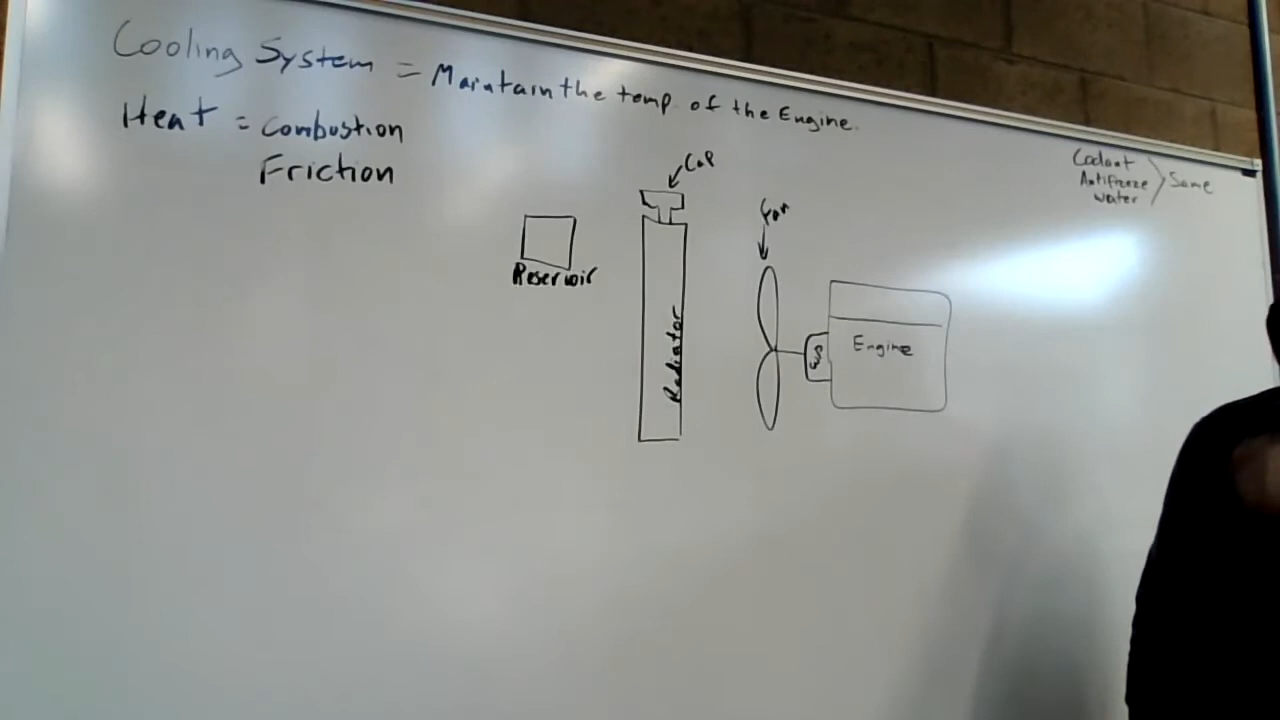 Cooling System = Maintain the temp. of the Engine.
Heat = Combustion
Friction
Coolant
Antifreeze
water
Same
Cap
Fan
Reservoir
Radiator
Engine